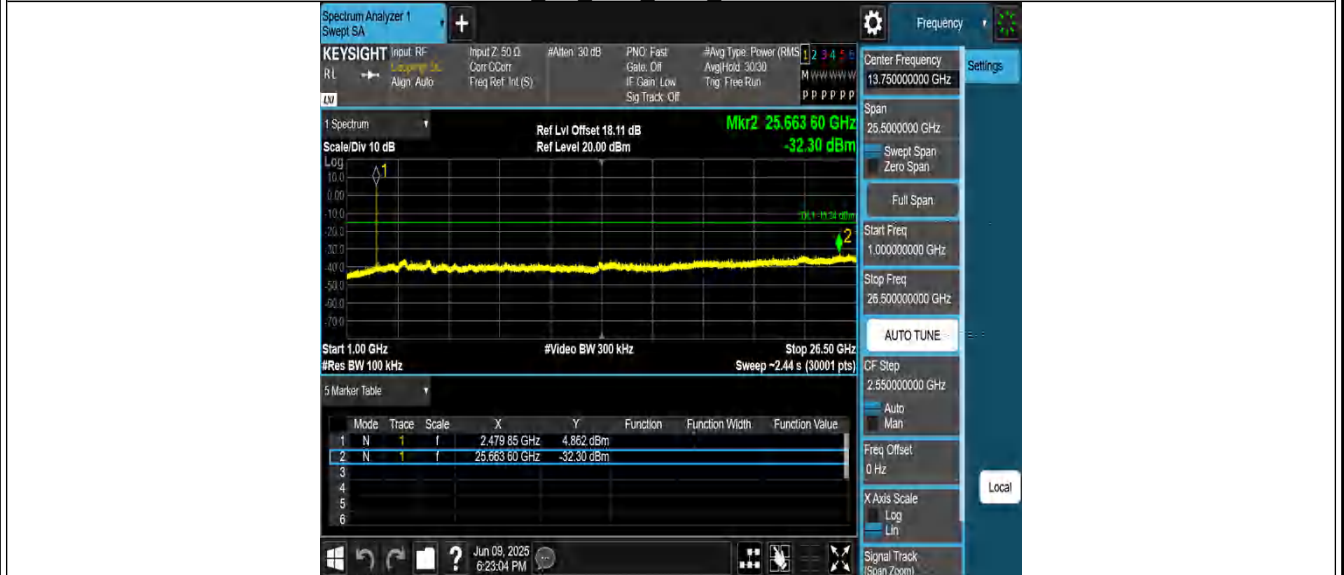 Spectrum Analyzer 1
Swept SA
+
Frequency
KEYSIGHT
RL
LXI
Input: RF
Align: Auto
Input Z: 50 Ω
Corr CCorr
Freq Ref: Int (S)
#Atten: 30 dB
PNO: Fast
Gate: Off
IF Gain: Low
Sig Track: Off
#Avg Type: Power (RMS
Avg|Hold: 30/30
Trig: Free Run
1 2 3 4 5 6
M W W W W W
P P P P P P
1 Spectrum
Scale/Div 10 dB
Ref Lvl Offset 18.11 dB
Ref Level 20.00 dBm
Mkr2 25.663 60 GHz
-32.30 dBm
Log
10.0
0.00
-10.0
-20.0
-30.0
-40.0
-50.0
-60.0
-70.0
1
2
Start 1.00 GHz
#Res BW 100 kHz
#Video BW 300 kHz
Stop 26.50 GHz
Sweep ~2.44 s (30001 pts)
5 Marker Table
Mode Trace Scale X Y Function Function Width Function Value
1 N 1 f 2.479 85 GHz 4.862 dBm
2 N 1 f 25.663 60 GHz -32.30 dBm
3
4
5
6
Jun 09, 2025
6:23:04 PM
Center Frequency
13.750000000 GHz
Span
25.5000000 GHz
Swept Span
Zero Span
Full Span
Start Freq
1.000000000 GHz
Stop Freq
26.500000000 GHz
AUTO TUNE
CF Step
2.550000000 GHz
Auto
Man
Freq Offset
0 Hz
X Axis Scale
Log
Lin
Signal Track
(Span Zoom)
Settings
Local